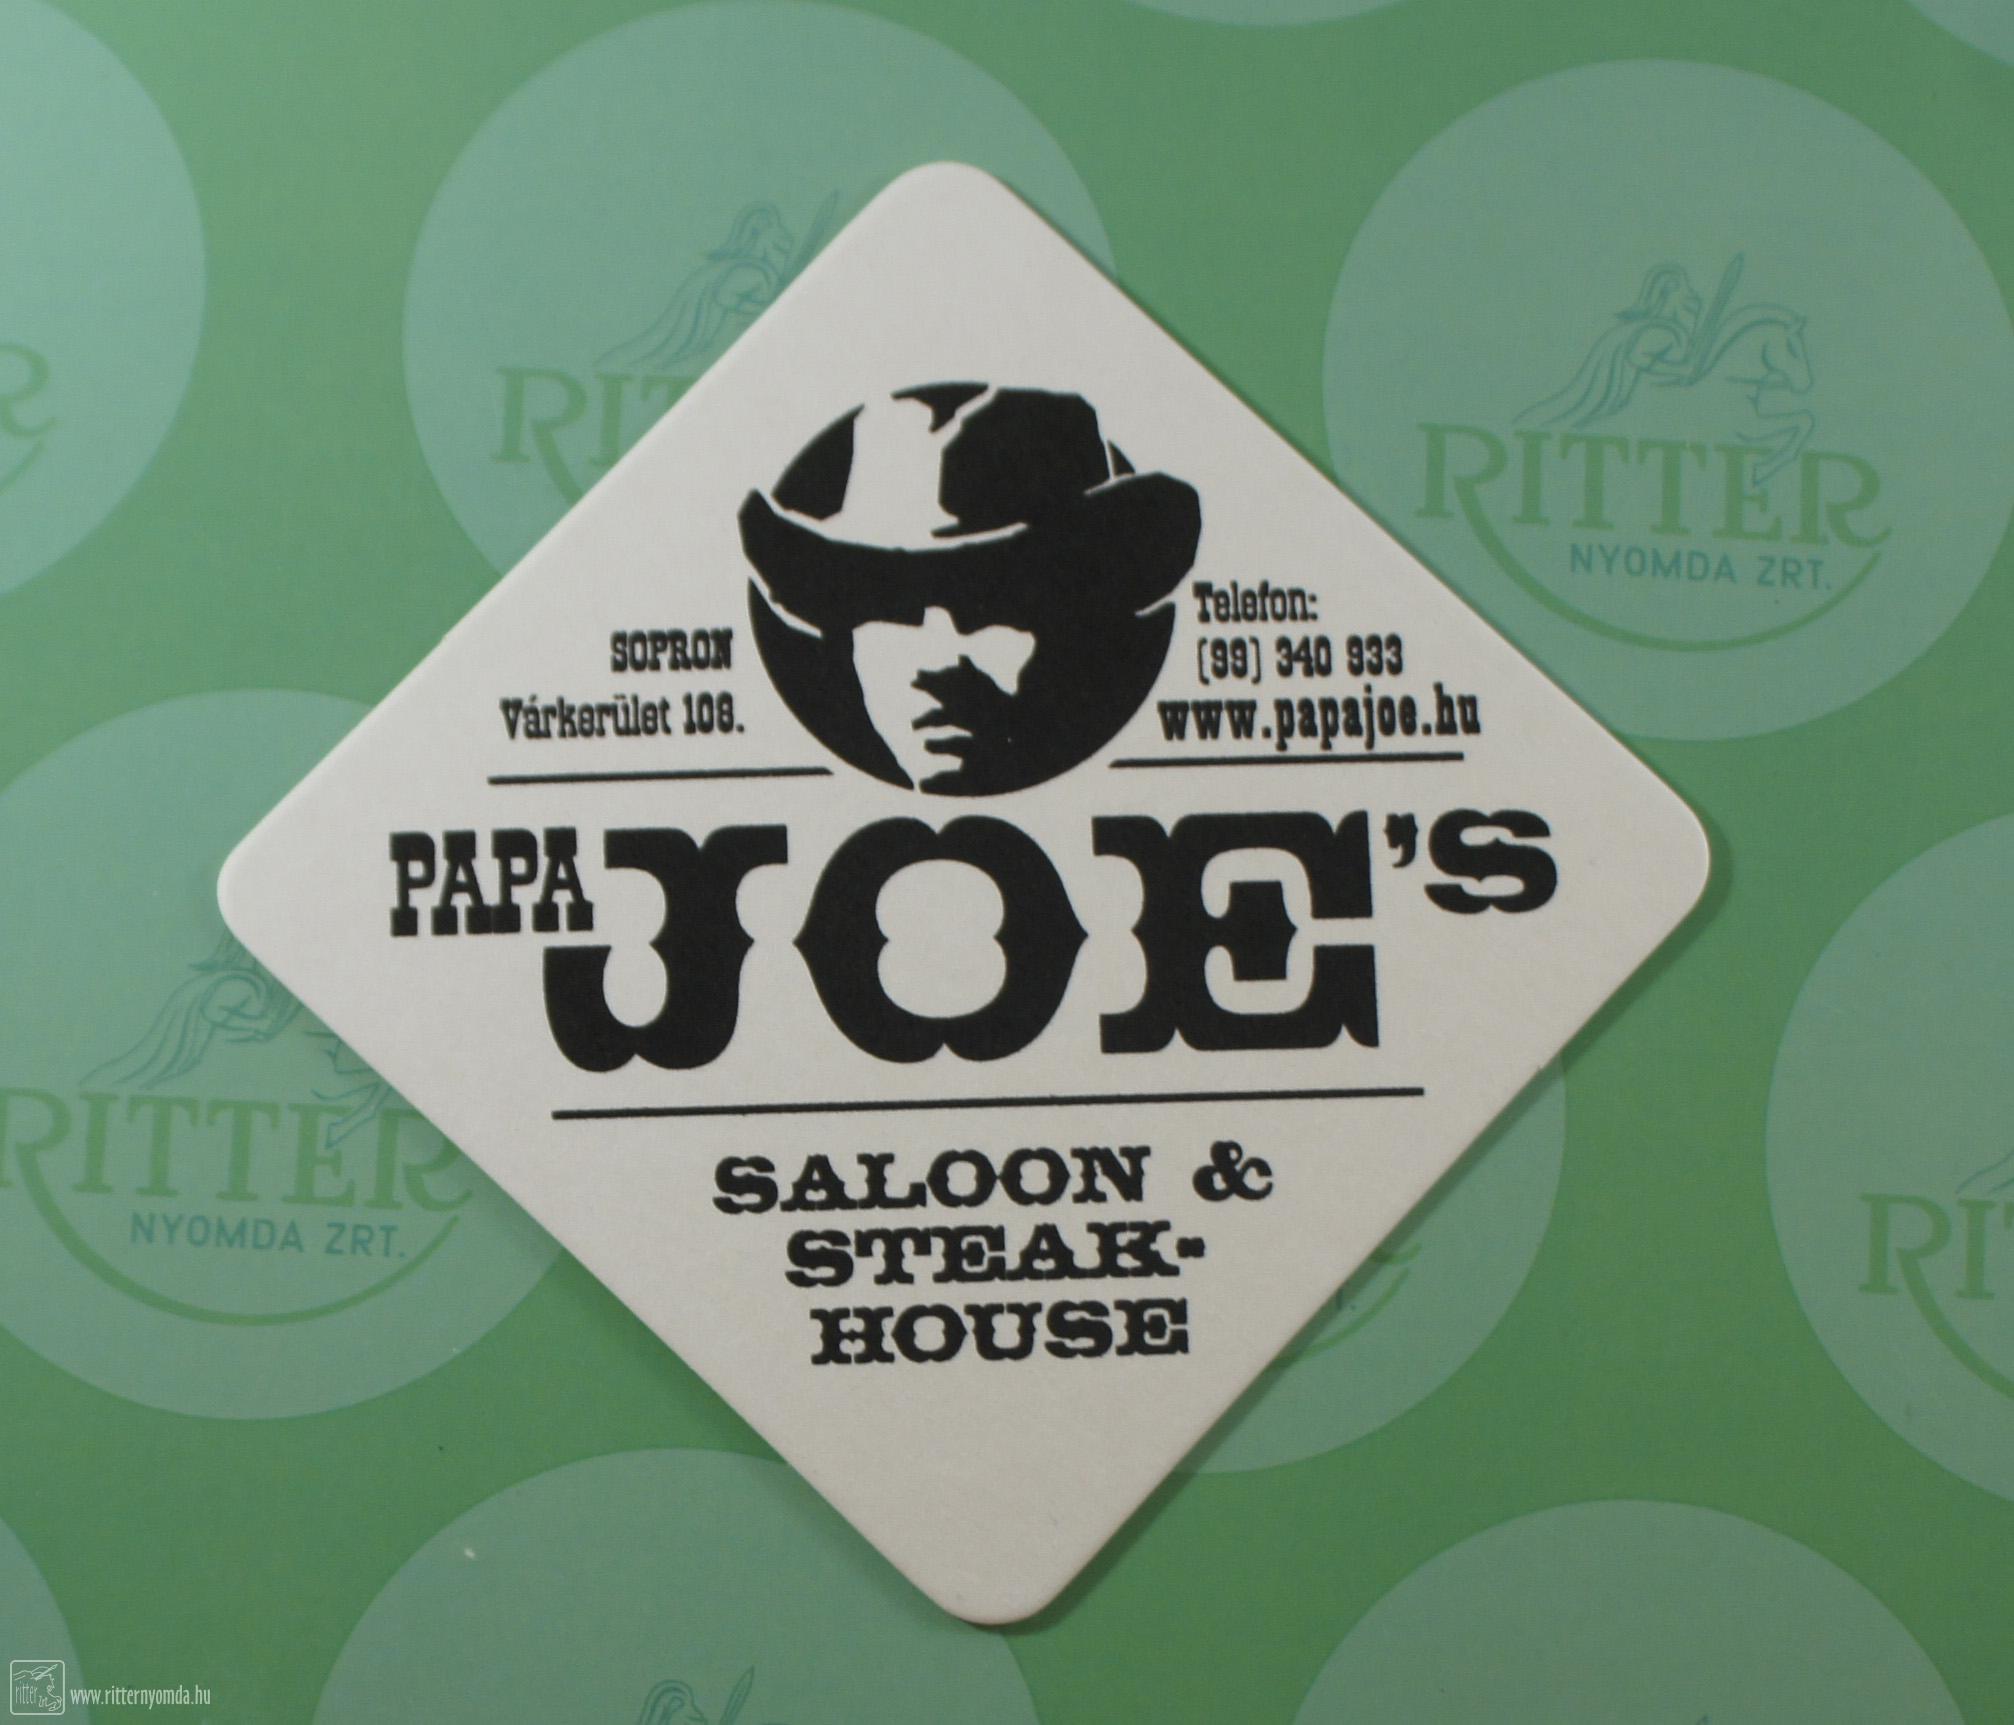 RITTER
NYOMDA ZRT.
SOPRON
Várkerület 108.
Telefon:
(99) 340 933
www.papajoe.hu
PAPA JOE'S
SALOON &
STEAK-
HOUSE
RITTER
NYOMDA ZRT.
ritter
www.ritternyomda.hu